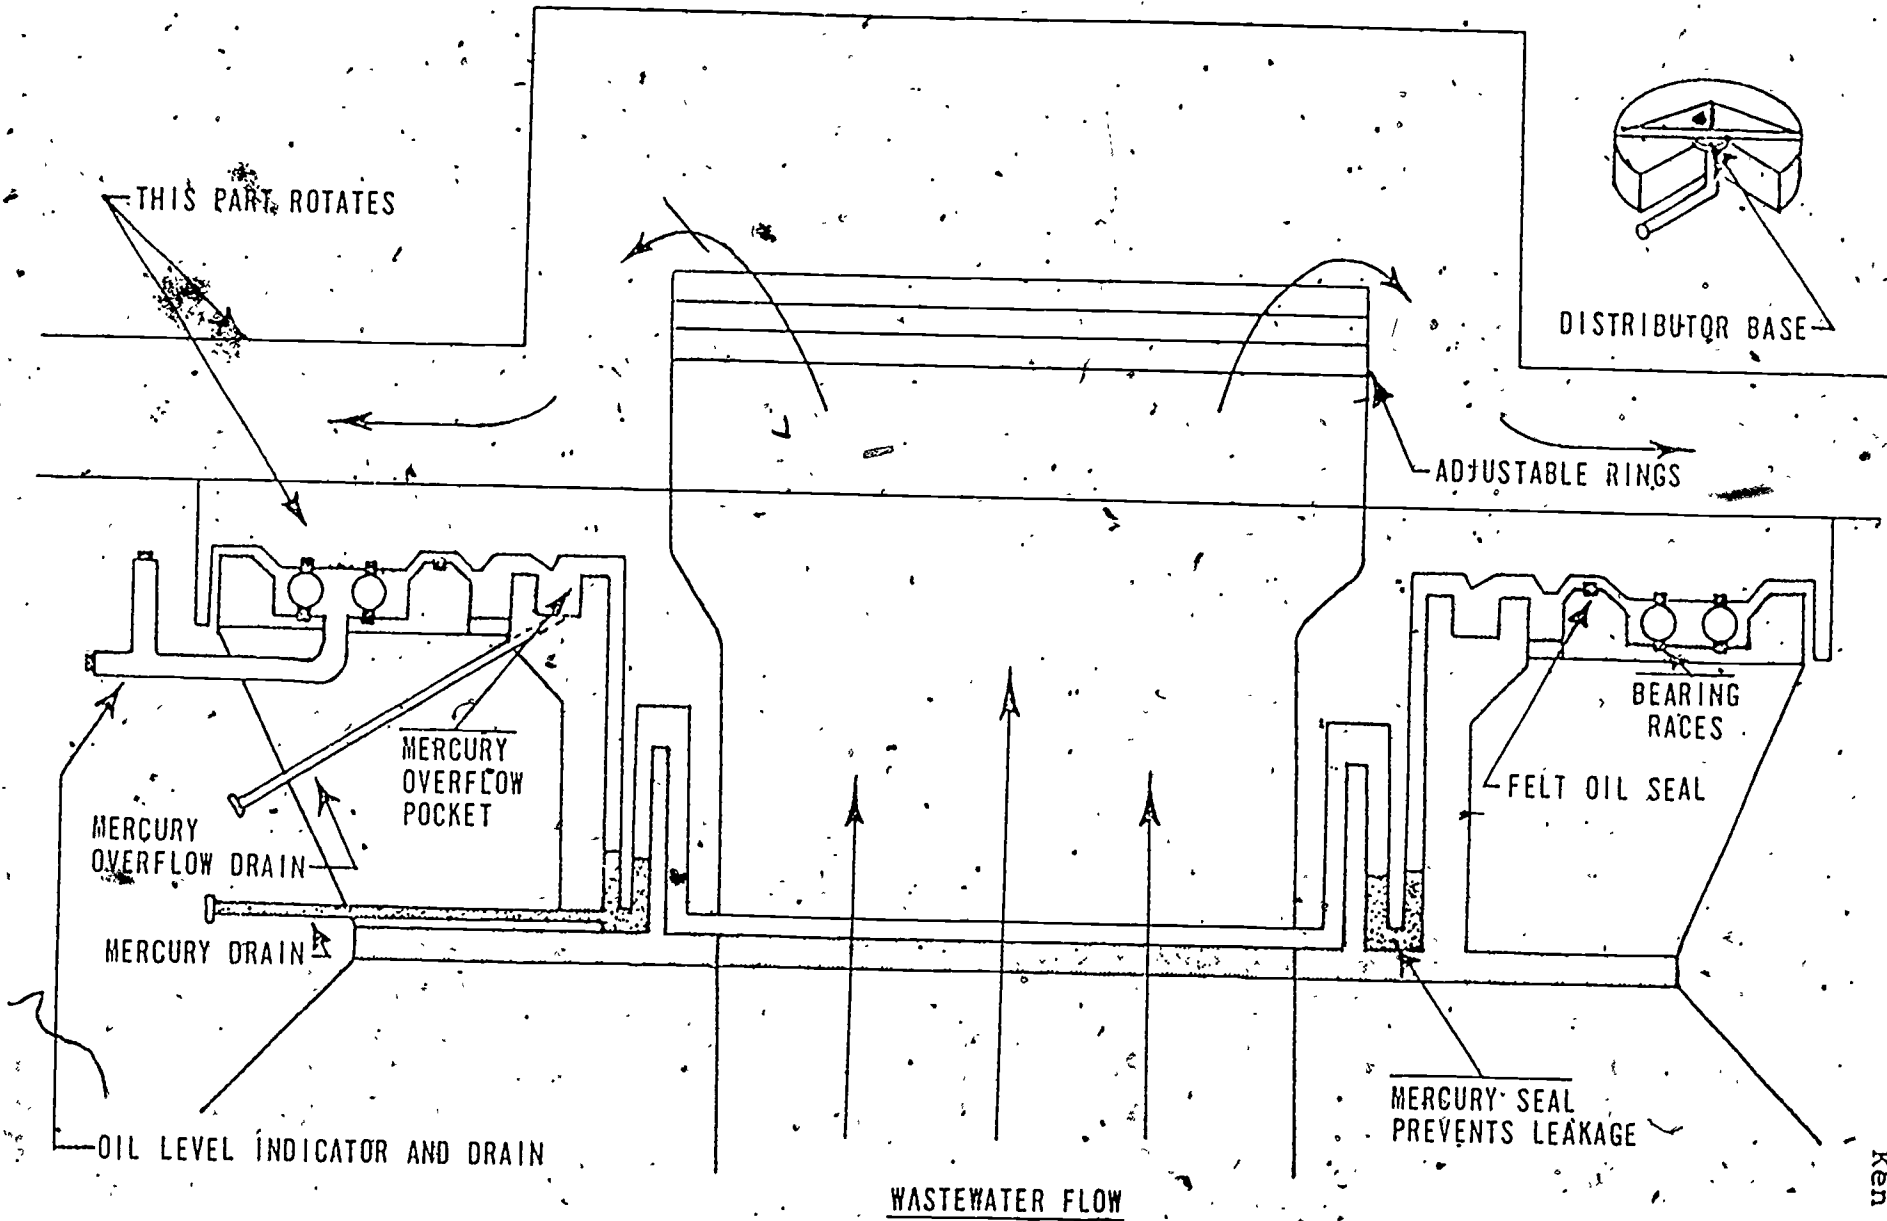 THIS PART ROTATES
DISTRIBUTOR BASE
ADJUSTABLE RINGS
BEARING
RACES
MERCURY
OVERFLOW
POCKET
FELT OIL SEAL
MERCURY
OVERFLOW DRAIN
MERCURY DRAIN
MERCURY SEAL
PREVENTS LEAKAGE
OIL LEVEL INDICATOR AND DRAIN
Ken
WASTEWATER FLOW